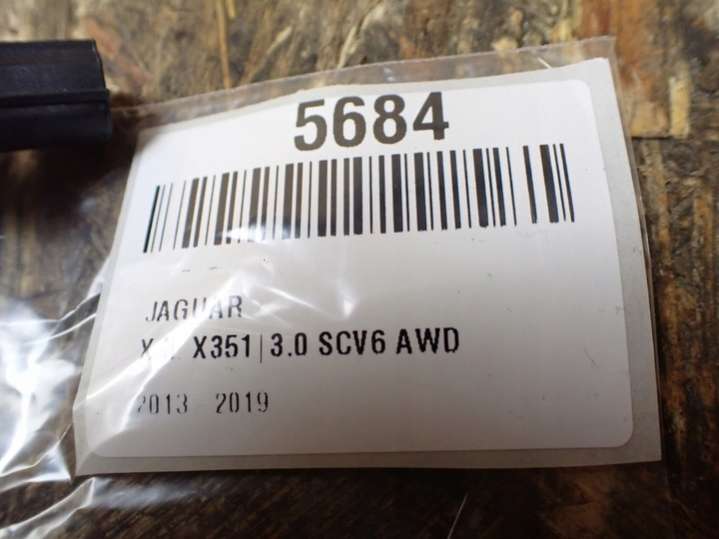 5684
JAGUAR
X351 | 3.0 SCV6 AWD
2013 - 2019